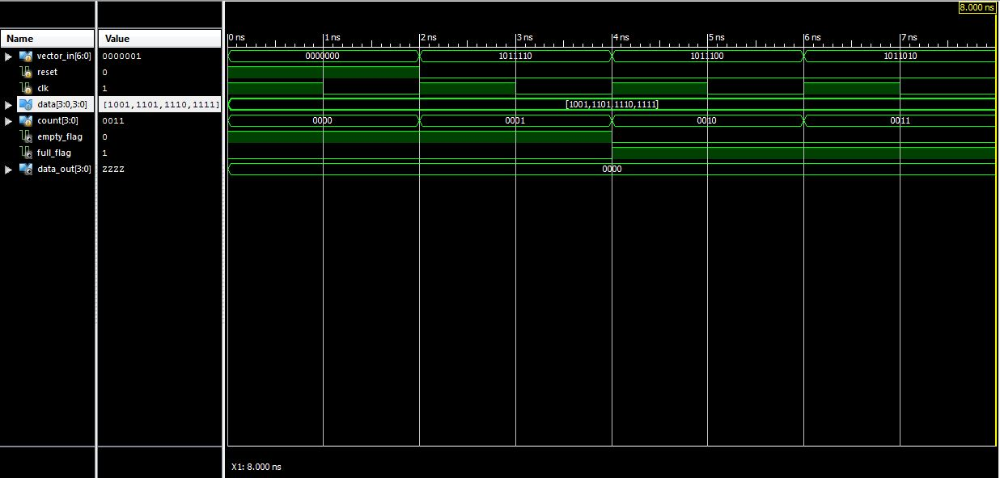 8.000 ns
Name Value
0 ns 1 ns 2 ns 3 ns 4 ns 5 ns 6 ns 7 ns
vector_in[6:0] 0000001 0000000 1011110 1011100 1011010
reset 0
clk 1
data[3:0,3:0] [1001,1101,1110,1111] [1001,1101,1110,1111]
count[3:0] 0011 0000 0001 0010 0011
empty_flag 0
full_flag 1
data_out[3:0] ZZZZ 0000
X1: 8.000 ns